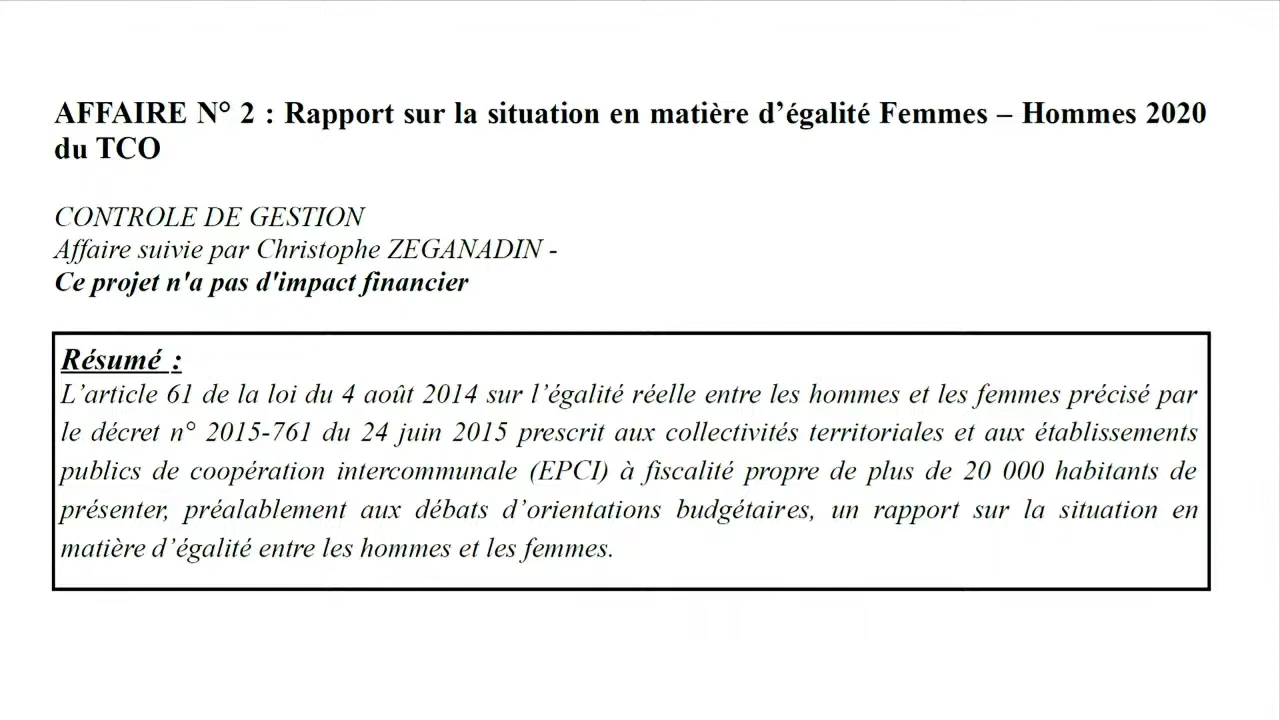 AFFAIRE N° 2 : Rapport sur la situation en matière d’égalité Femmes – Hommes 2020
du TCO
CONTROLE DE GESTION
Affaire suivie par Christophe ZEGANADIN -
Ce projet n'a pas d'impact financier
Résumé :
L’article 61 de la loi du 4 août 2014 sur l’égalité réelle entre les hommes et les femmes précisé par
le décret n° 2015-761 du 24 juin 2015 prescrit aux collectivités territoriales et aux établissements
publics de coopération intercommunale (EPCI) à fiscalité propre de plus de 20 000 habitants de
présenter, préalablement aux débats d’orientations budgétaires, un rapport sur la situation en
matière d’égalité entre les hommes et les femmes.